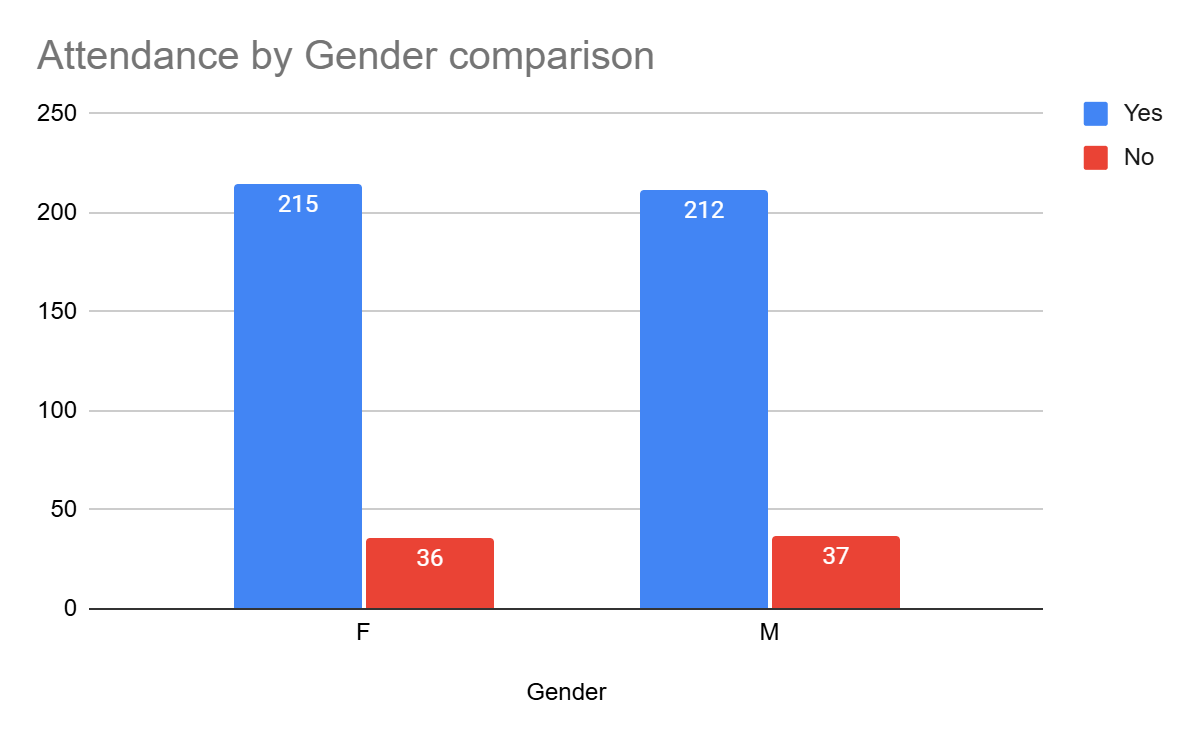 Attendance by Gender comparison
250
200
150
100
50
0
215
36
212
37
F
M
Gender
Yes
No